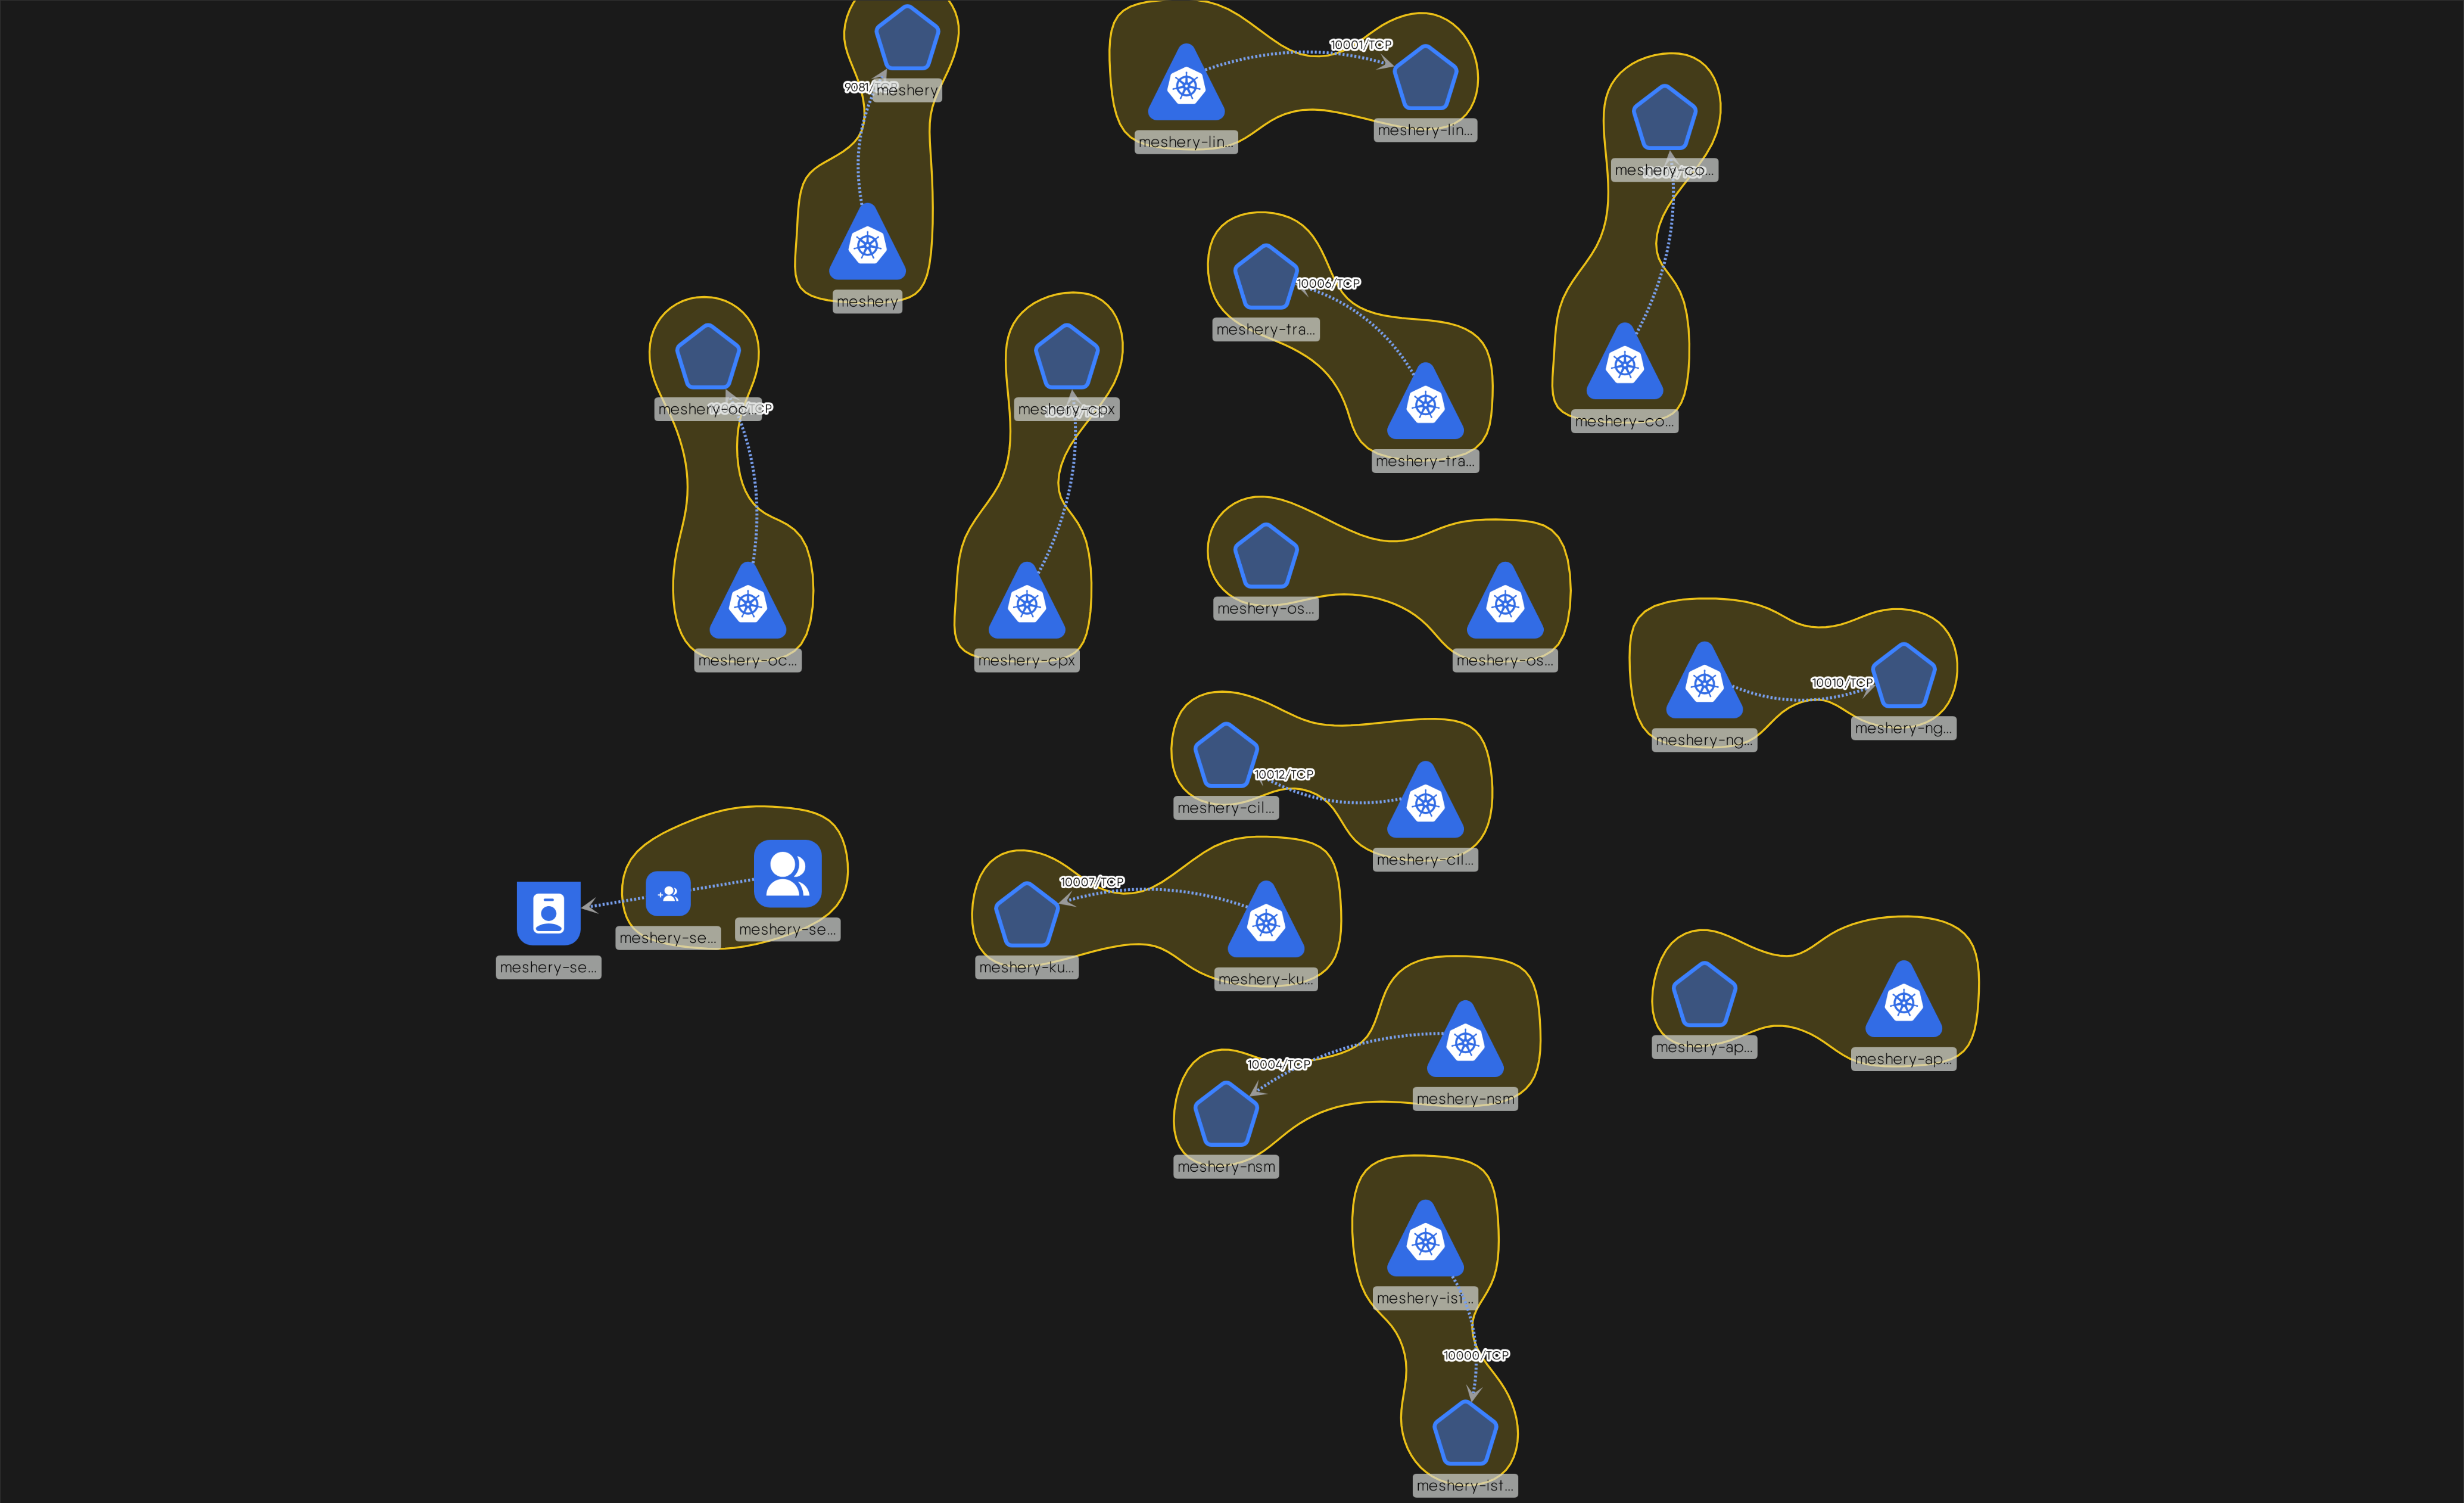 10001/TCP
9081/
meshery
meshery-lin...
meshery-lin...
meshery-co...
10006/TCP
meshery
meshery-tra...
meshery-oc
meshery-cpx
meshery-co...
meshery-tra...
meshery-os...
meshery-oc...
meshery-cpx
meshery-os...
10010/TCP
meshery-ng...
meshery-ng...
10012/TCP
meshery-cil...
meshery-cil...
10007/TCP
meshery-se...
meshery-se...
meshery-se...
meshery-ku...
meshery-ku...
meshery-ap...
meshery-ap...
10004/TCP
meshery-nsm
meshery-nsm
meshery-ist...
10000/TCP
meshery-ist...